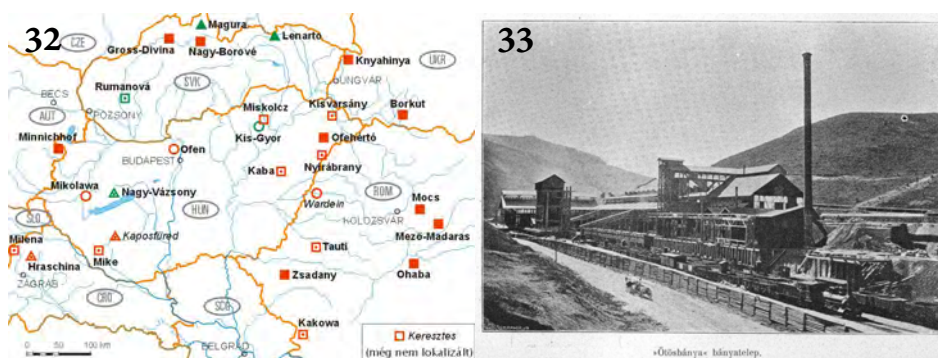 32
CZE
Magura
Lenartó
Gross-Divina
Nagy-Borové
Knyahinya
UKR
UNGVÁR
Rumanová
SVK
BÉCS
AUT
POZSONY
Miskolcz
Kisvarsány
Borkut
Kis-Gyor
Minnichhof
Ofen
Ofehértó
BUDAPEST
Nyírábrany
Kaba
Mikolawa
Nagy-Vázsony
Wardein
ROM
HUN
KOLOZSVÁR
Mocs
SLO
Mezö-Madaras
Kaposfüred
Milena
Mike
Tauti
Hraschina
Zsadany
Ohaba
ZÁGRÁB
CRO
SCG
Kakowa
Keresztes
(még nem lokalizált)
0 50 100 km
BELGRÁD
33
»Ötösbánya« bányatelep.